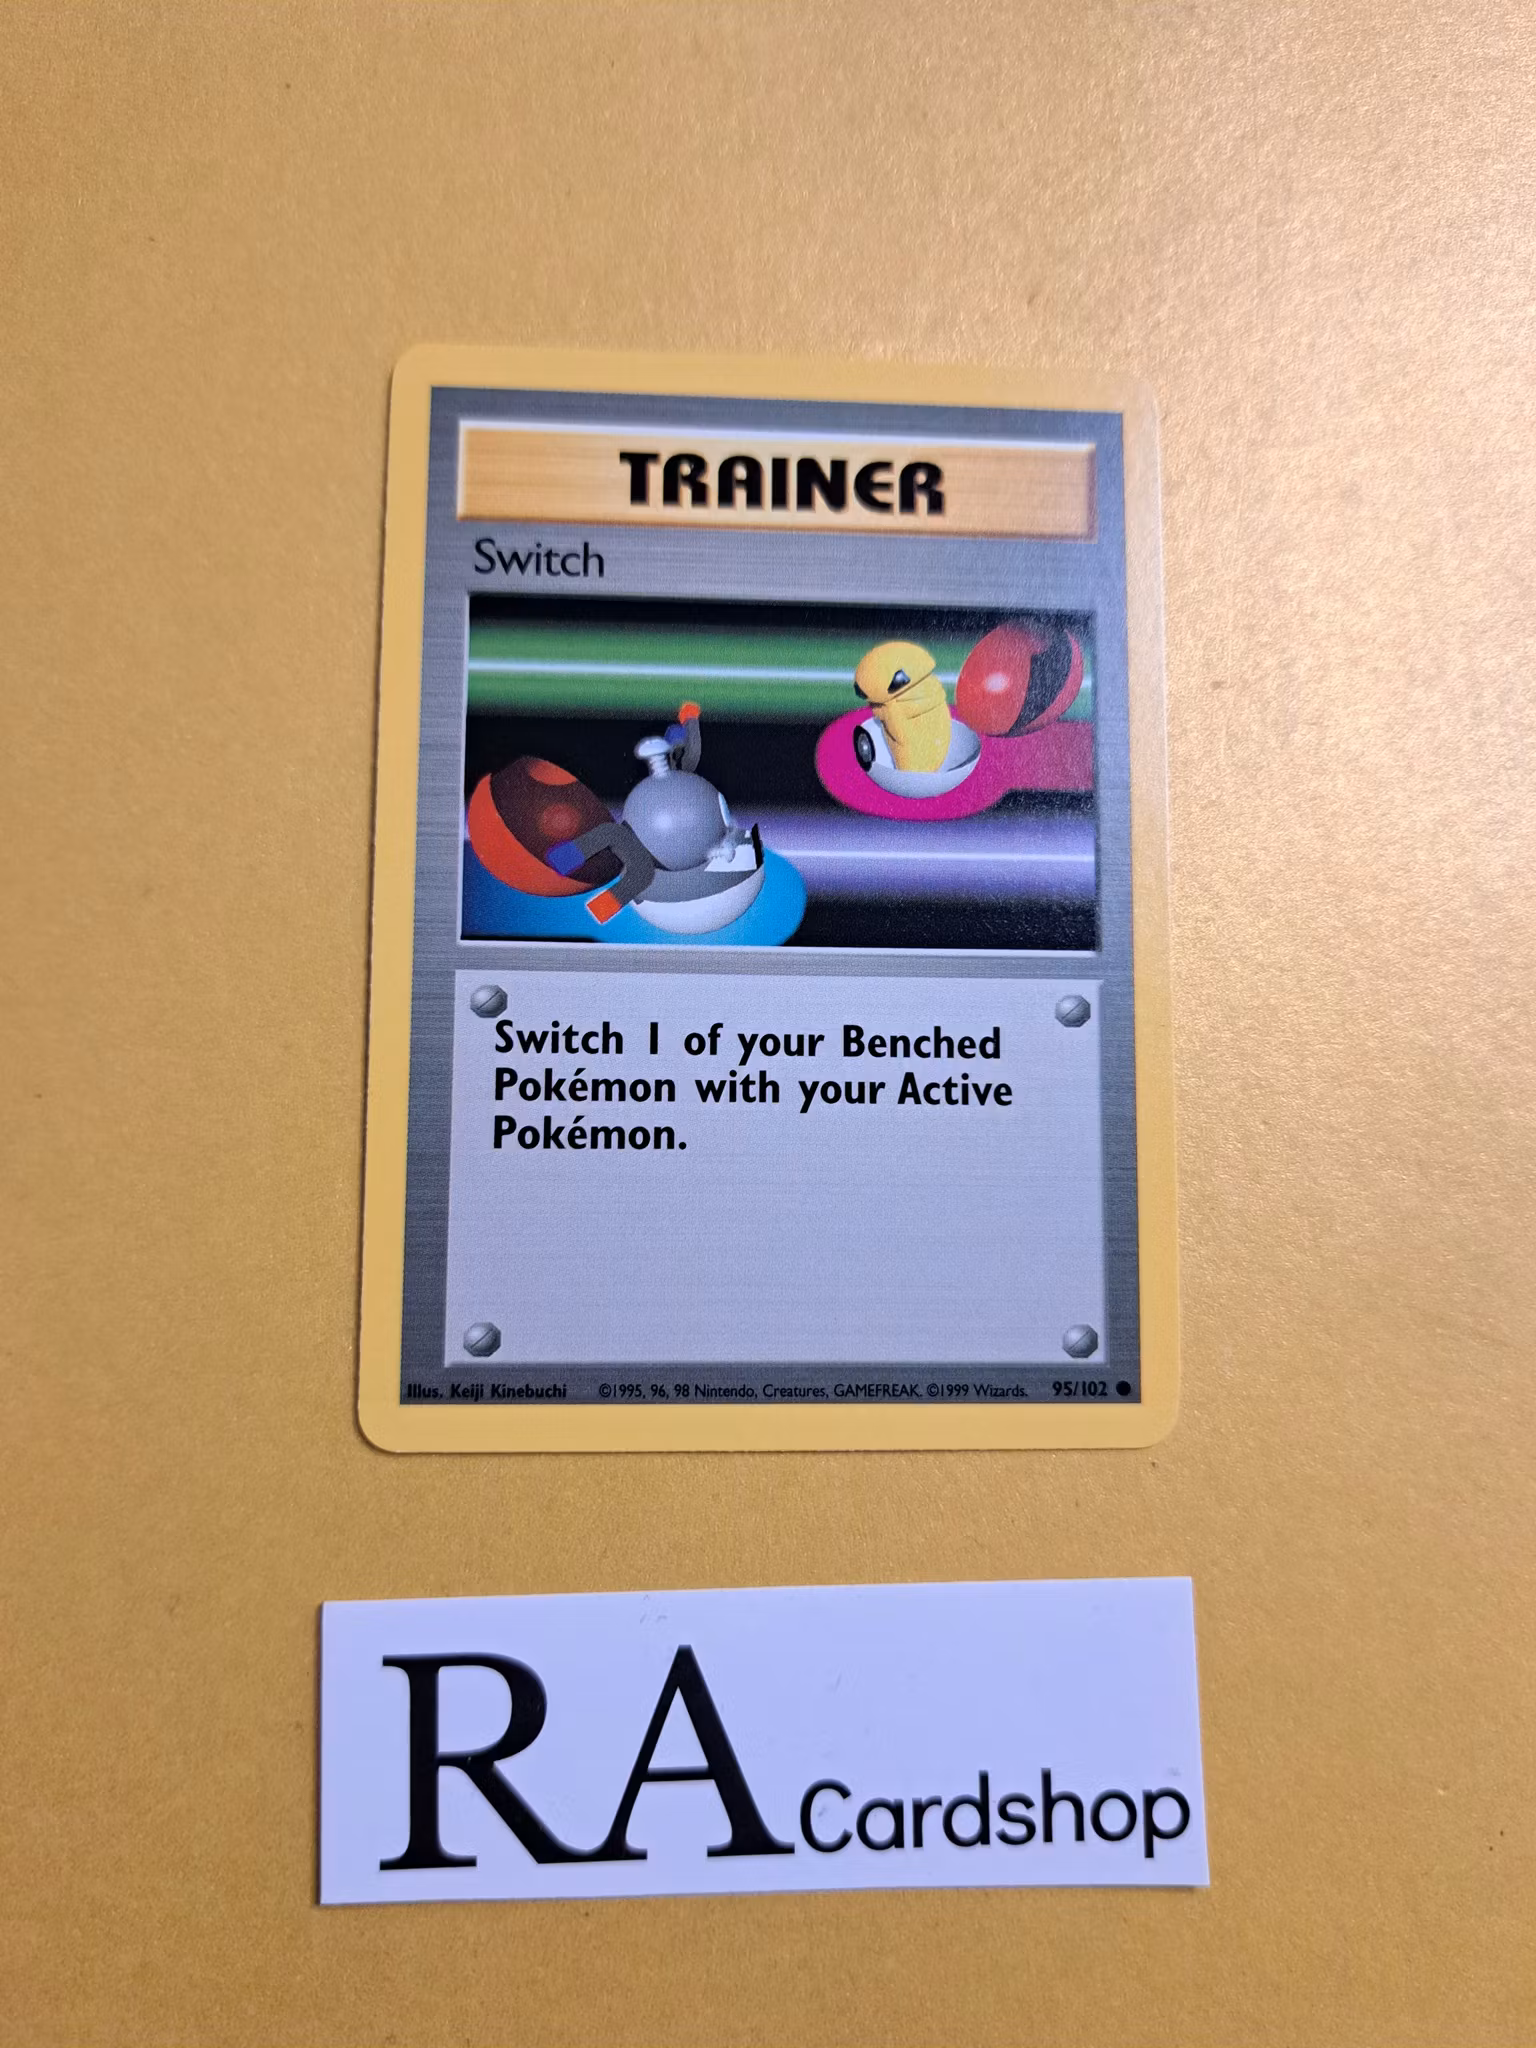 TRAINER
Switch
Switch 1 of your Benched
Pokémon with your Active
Pokémon.
Illus. Keiji Kinebuchi ©1995, 96, 98 Nintendo, Creatures, GAMEFREAK. ©1999 Wizards. 95/102 ●
RA Cardshop